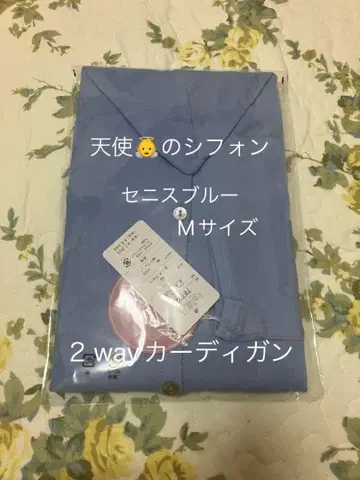 天使👼のシフォン
セニスブルー
Mサイズ
２wayカーディガン